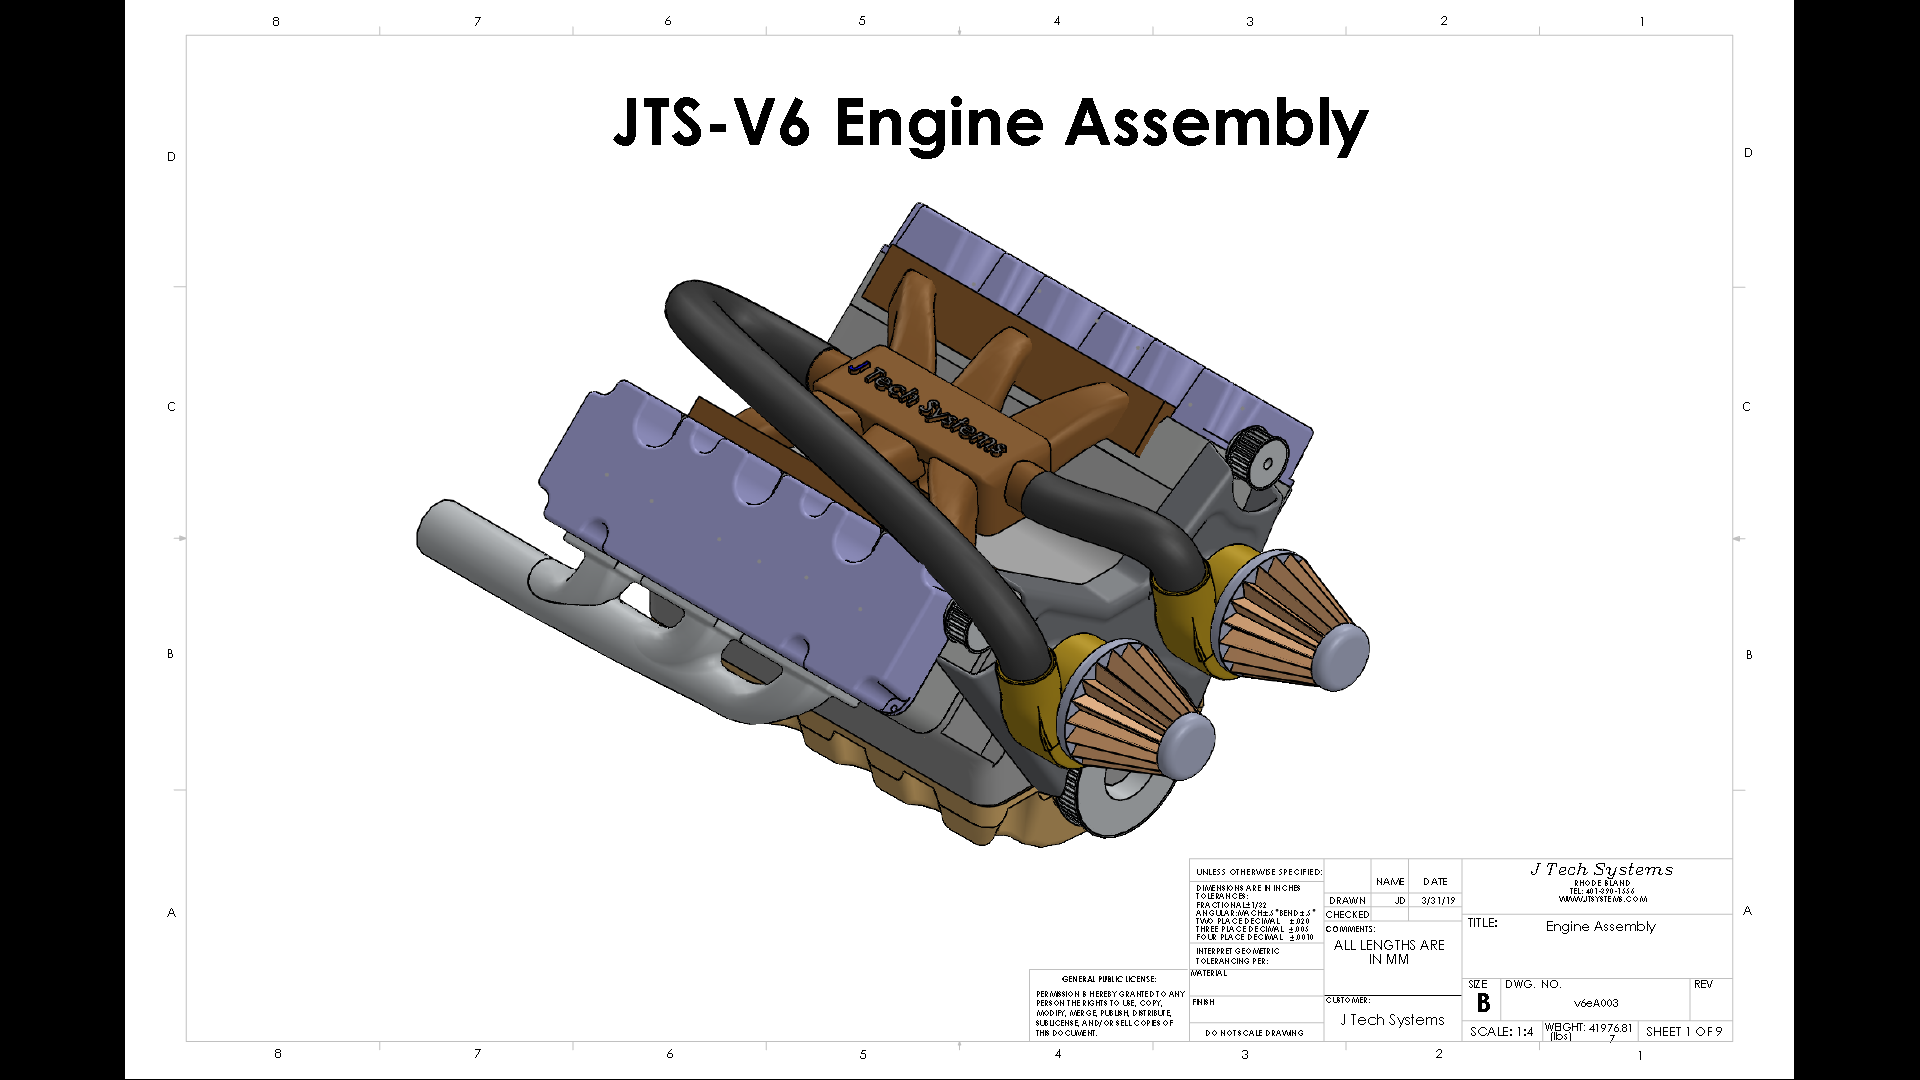 8 7 6 5 4 3 2 1
JTS-V6 Engine Assembly
D D
J Tech Systems
C C
B B
A A
UNLESS OTHERWISE SPECIFIED:
DIMENSIONS ARE IN INCHES
TOLERANCES:
FRACTIONAL±1/32
ANGULAR:MACH±.5° BEND±.5°
TWO PLACE DECIMAL ±.020
THREE PLACE DECIMAL ±.005
FOUR PLACE DECIMAL ±.0010
INTERPRET GEOMETRIC
TOLERANCING PER:
MATERIAL
FINISH
DO NOT SCALE DRAWING
NAME DATE
DRAWN JD 3/31/19
CHECKED
COMMENTS:
ALL LENGTHS ARE
IN MM
CUSTOMER:
J Tech Systems
J Tech Systems
RHODE ISLAND
WWW.JTSYSTEMS.COM
TITLE:
Engine Assembly
SIZE DWG. NO. REV
B v6eA003
SCALE: 1:4 WEIGHT: 41976.81 SHEET 1 OF 9
(lbs) 7
GENERAL PUBLIC LICENSE:
PERMISSION IS HEREBY GRANTED TO ANY
PERSON THE RIGHTS TO USE, COPY,
MODIFY, MERGE, PUBLISH, DISTRIBUTE,
SUBLICENSE, AND/OR SELL COPIES OF
THIS DOCUMENT.
8 7 6 5 4 3 2 1